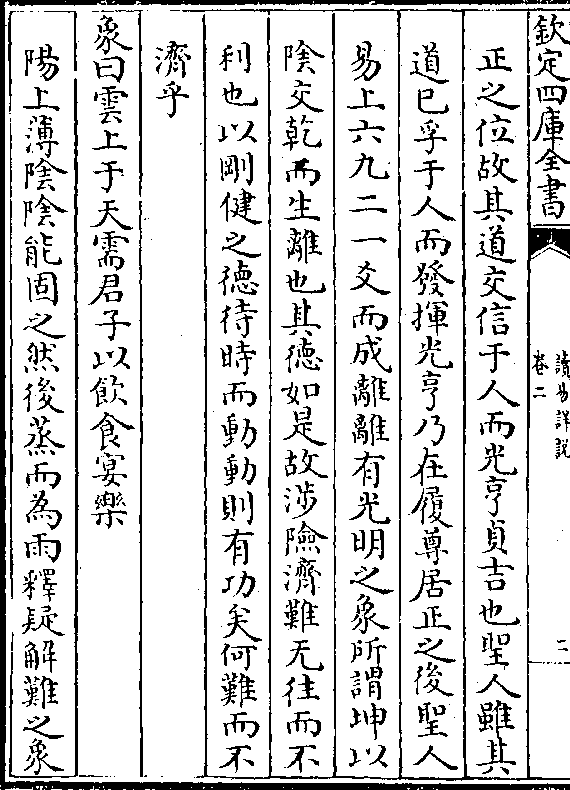 欽定四庫全書
讀易詳說
卷二
二
正之位故其道交信于人而光亨貞吉也聖人雖其
道已孚于人而發揮光亨乃在履尊居正之後聖人
易上六九二一爻而成離離有光明之象所謂坤以
陰交乾而生離也其徳如是故涉險濟難无往而不
利也以剛健之徳待時而動動則有功矣何難而不
濟乎
象曰雲上于天需君子以飲食宴樂
陽上薄陰陰能固之然後蒸而為雨釋疑解難之象